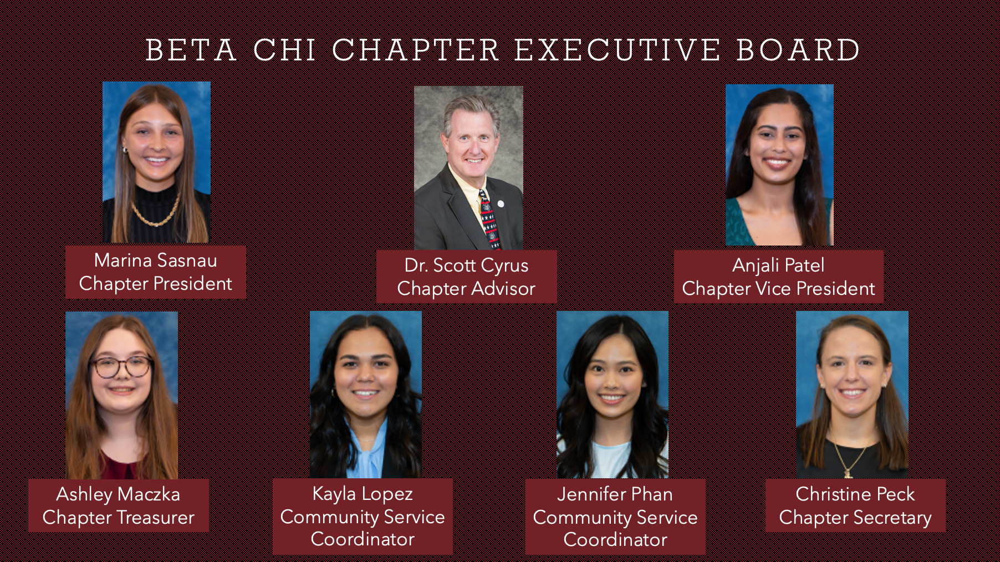 BETA CHI CHAPTER EXECUTIVE BOARD
Marina Sasnau
Chapter President
Dr. Scott Cyrus
Chapter Advisor
Anjali Patel
Chapter Vice President
Ashley Maczka
Chapter Treasurer
Kayla Lopez
Community Service
Coordinator
Jennifer Phan
Community Service
Coordinator
Christine Peck
Chapter Secretary